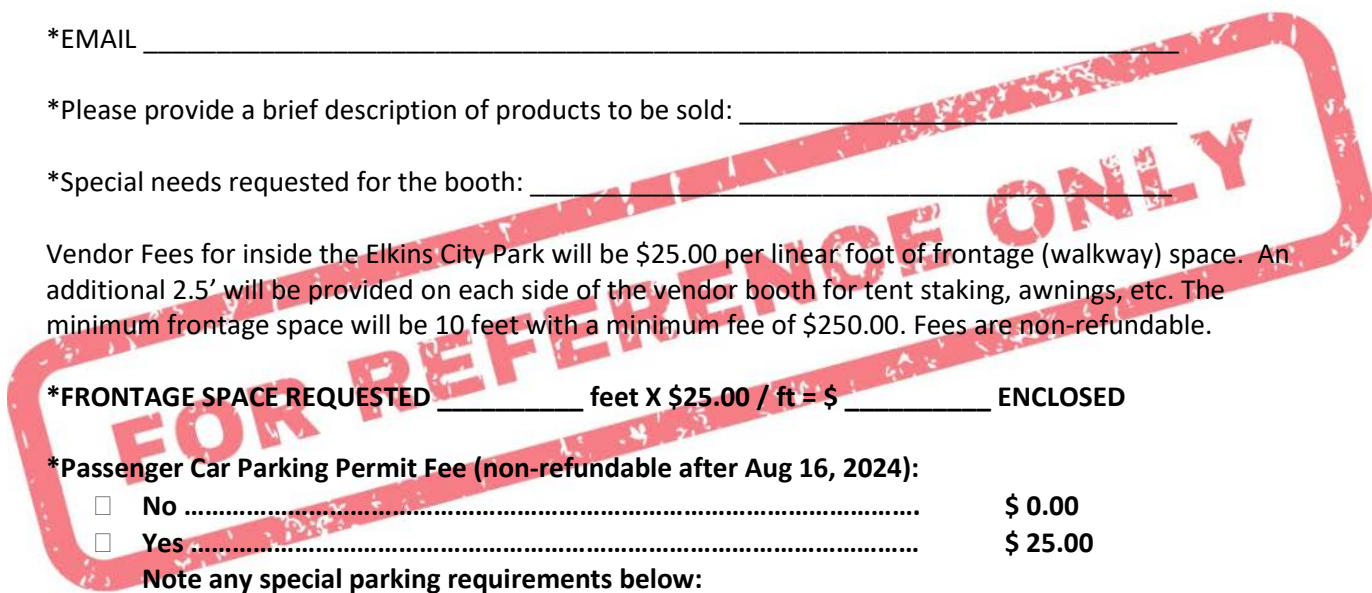 *EMAIL _______________________________________________________________________
*Please provide a brief description of products to be sold: ______________________________
*Special needs requested for the booth: ____________________________________________
Vendor Fees for inside the Elkins City Park will be $25.00 per linear foot of frontage (walkway) space. An
additional 2.5’ will be provided on each side of the vendor booth for tent staking, awnings, etc. The
minimum frontage space will be 10 feet with a minimum fee of $250.00. Fees are non-refundable.
*FRONTAGE SPACE REQUESTED __________ feet X $25.00 / ft = $ __________ ENCLOSED
*Passenger Car Parking Permit Fee (non-refundable after Aug 16, 2024):
☐ No …………………………………………………………………………………. $ 0.00
☐ Yes ………………………………………………………………………………… $ 25.00
Note any special parking requirements below:
FOR REFERENCE ONLY